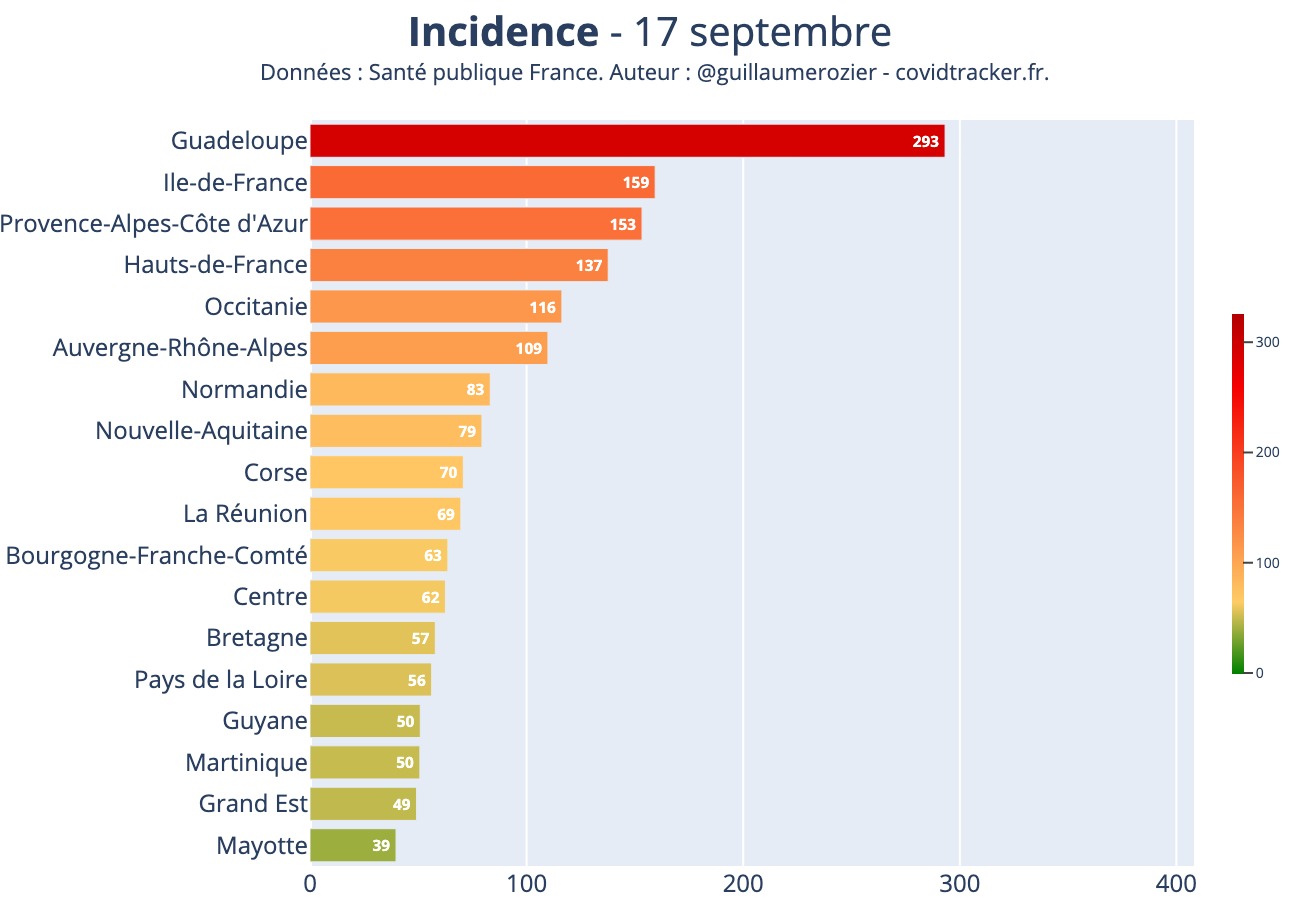 Incidence - 17 septembre
Données : Santé publique France. Auteur : @guillaumerozier - covidtracker.fr.
Guadeloupe 293
Ile-de-France 159
Provence-Alpes-Côte d'Azur 153
Hauts-de-France 137
Occitanie 116
Auvergne-Rhône-Alpes 109
Normandie 83
Nouvelle-Aquitaine 79
Corse 70
La Réunion 69
Bourgogne-Franche-Comté 63
Centre 62
Bretagne 57
Pays de la Loire 56
Guyane 50
Martinique 50
Grand Est 49
Mayotte 39
0 100 200 300 400
300
200
100
0